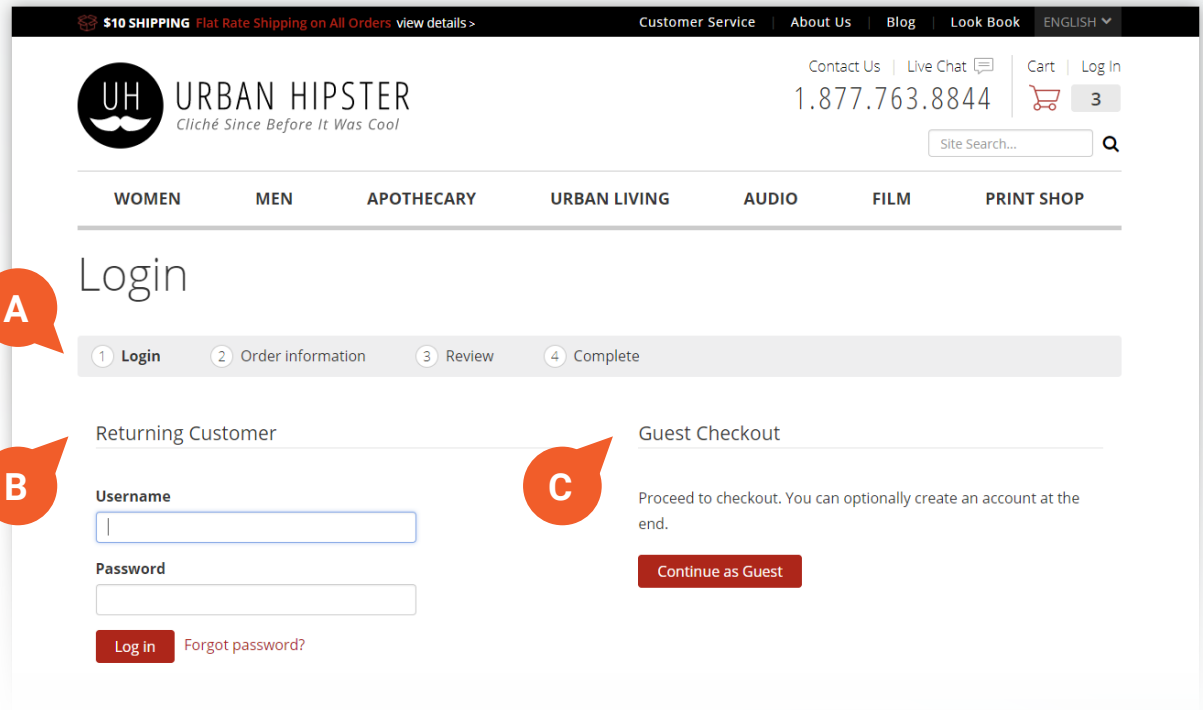 $10 SHIPPING Flat Rate Shipping on All Orders view details >
Customer Service | About Us | Blog | Look Book ENGLISH
UH URBAN HIPSTER
Cliché Since Before It Was Cool
Contact Us | Live Chat
1.877.763.8844
Cart | Log In
3
Site Search...
WOMEN MEN APOTHECARY URBAN LIVING AUDIO FILM PRINT SHOP
Login
A
1 Login 2 Order information 3 Review 4 Complete
B
Returning Customer
Username
Password
Log in Forgot password?
C
Guest Checkout
Proceed to checkout. You can optionally create an account at the
end.
Continue as Guest